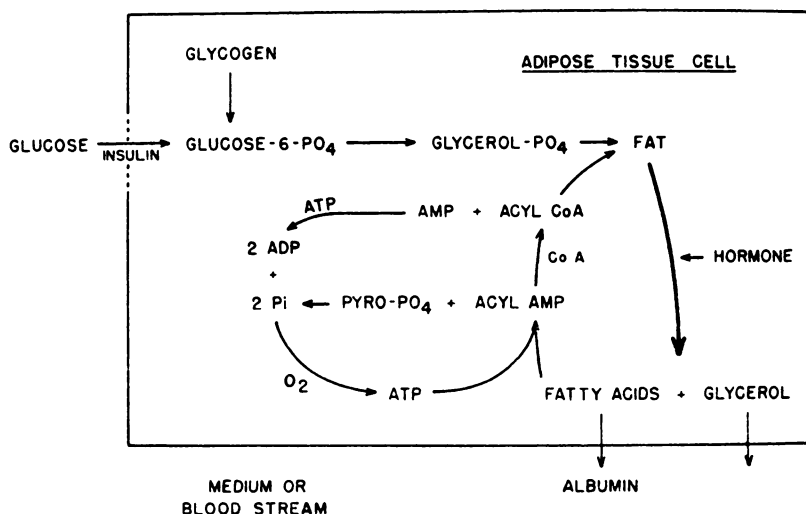 GLYCOGEN
ADIPOSE TISSUE CELL
GLUCOSE INSULIN GLUCOSE-6-PO4 GLYCEROL-PO4 FAT
ATP AMP + ACYL CoA
2 ADP CoA HORMONE
+
2 Pi PYRO-PO4 + ACYL AMP
O2 ATP FATTY ACIDS + GLYCEROL
MEDIUM OR ALBUMIN
BLOOD STREAM